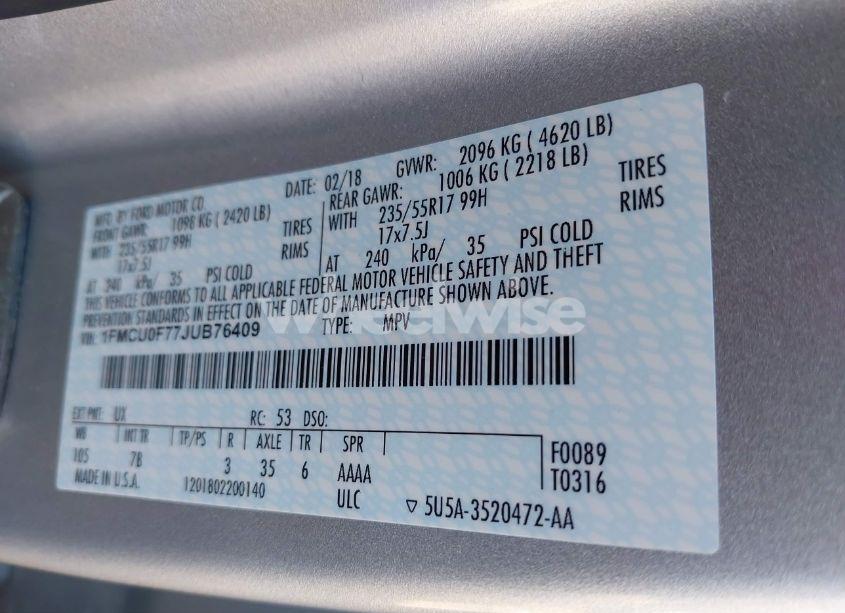 MFD. BY FORD MOTOR CO.
DATE: 02/18 GVWR: 2096 KG ( 4620 LB)
FRONT GAWR: 1098 KG ( 2420 LB) REAR GAWR: 1006 KG ( 2218 LB)
WITH 235/55R17 99H TIRES WITH 235/55R17 99H TIRES
17x7.5J RIMS 17x7.5J RIMS
AT 240 kPa/ 35 PSI COLD AT 240 kPa/ 35 PSI COLD
THIS VEHICLE CONFORMS TO ALL APPLICABLE FEDERAL MOTOR VEHICLE SAFETY AND THEFT
PREVENTION STANDARDS IN EFFECT ON THE DATE OF MANUFACTURE SHOWN ABOVE.
VIN: 1FMCU0F77JUB76409 TYPE: MPV
wheelwise
EXT PNT: UX RC: 53 DSO:
WB INT TR TP/PS R AXLE TR SPR
105 7B 3 35 6 AAAA
F0089
T0316
MADE IN U.S.A. 1201802200140 ULC
▽ 5U5A-3520472-AA